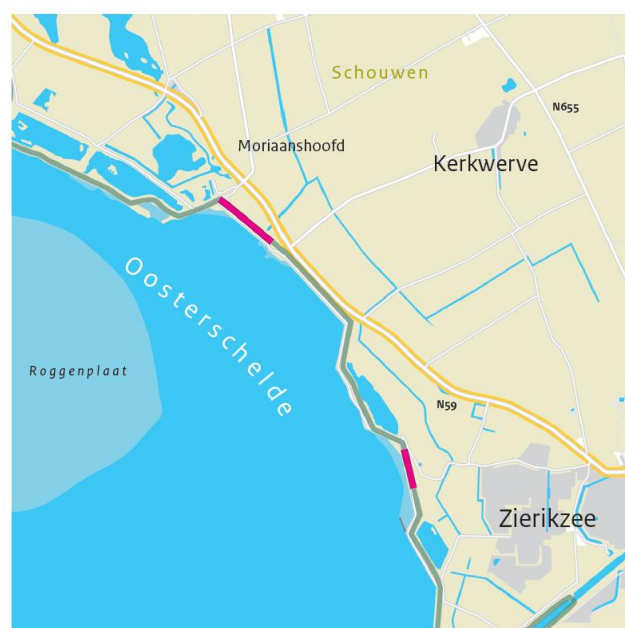 Schouwen
N655
Moriaanshoofd
Kerkwerve
Oosterschelde
Roggenplaat
N59
Zierikzee